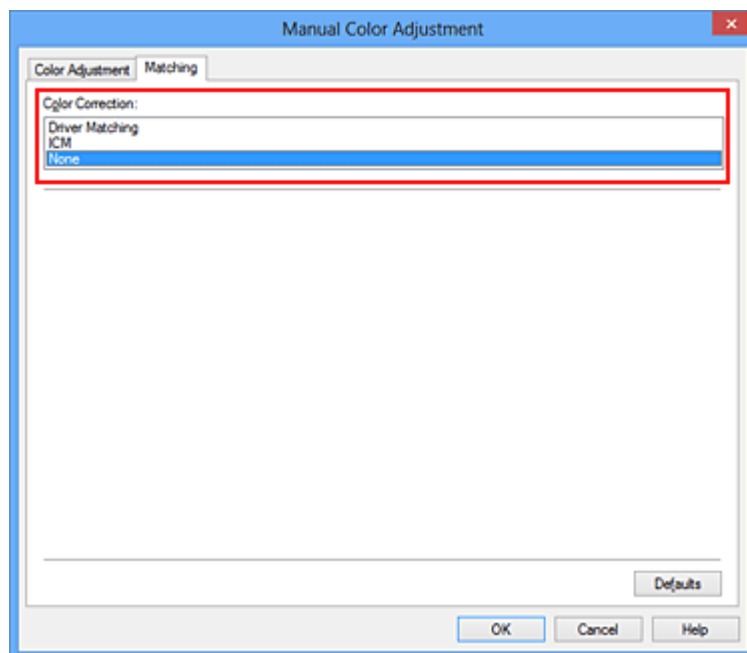 Manual Color Adjustment
Color Adjustment Matching
Color Correction:
Driver Matching
ICM
None
Defaults
OK Cancel Help